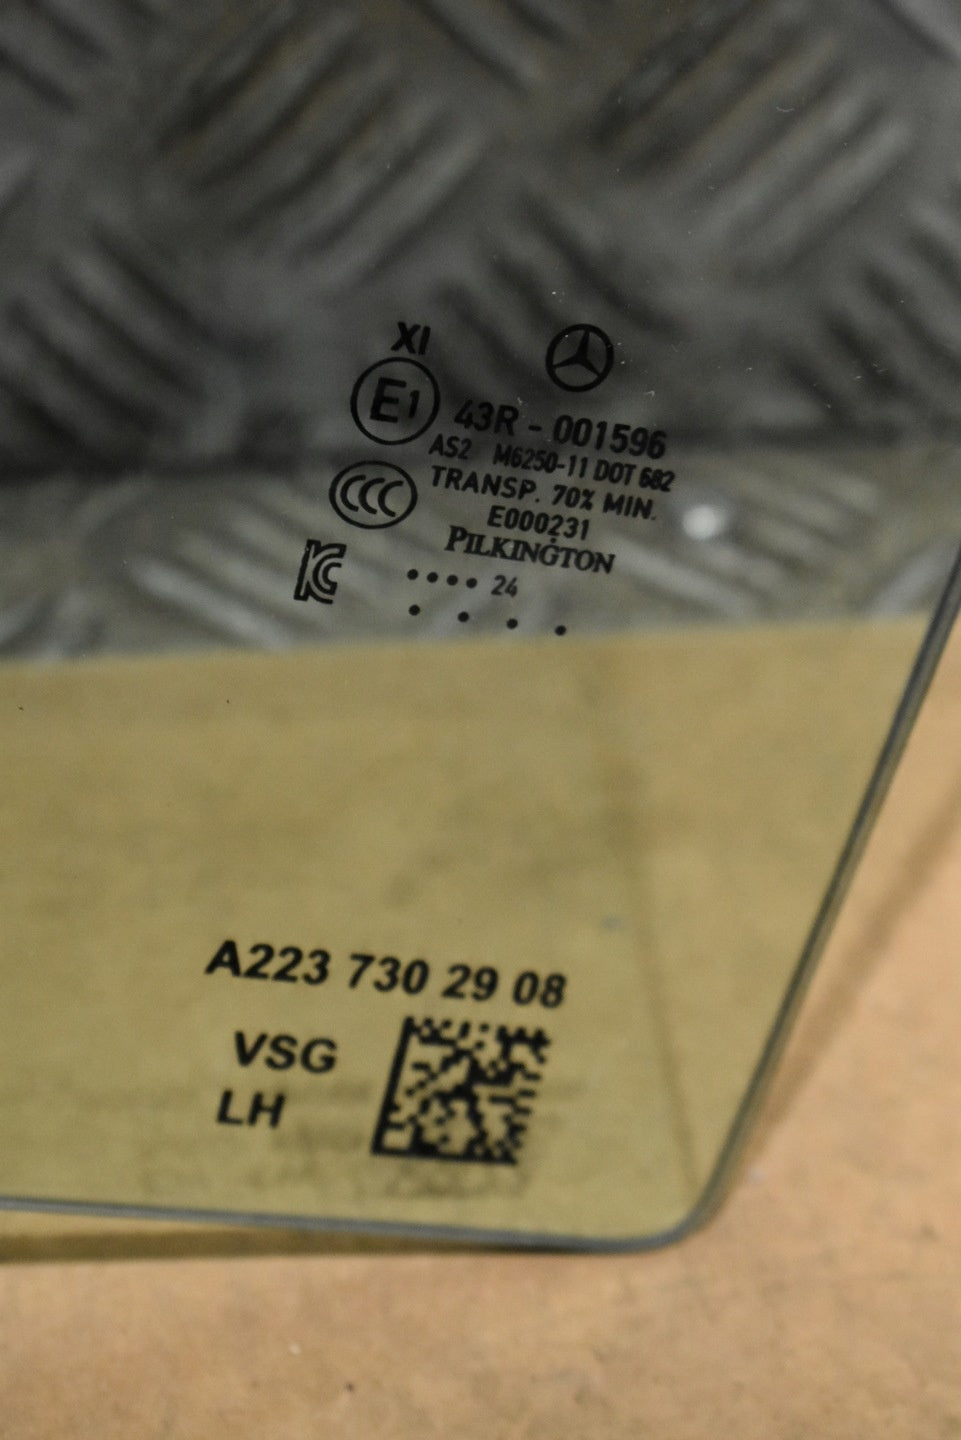 XI
E1 43R - 001596
AS2 M6250-11 DOT 682
CCC TRANSP. 70% MIN.
E000231
PILKINGTON
KC
•••• 24
• • • •
A223 730 29 08
VSG
LH